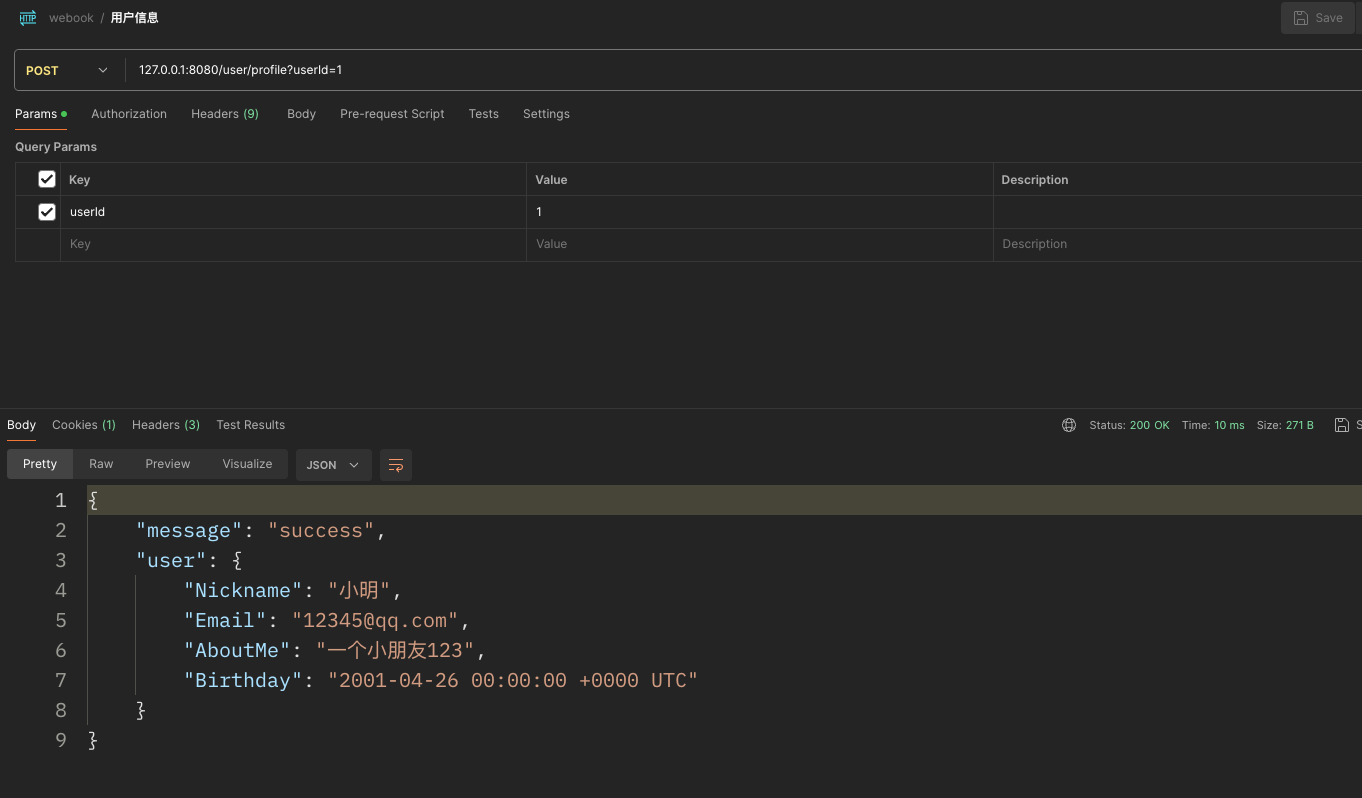 HTTP webook / 用户信息 Save
POST 127.0.0.1:8080/user/profile?userId=1
Params Authorization Headers (9) Body Pre-request Script Tests Settings
Query Params
Key Value Description
userId 1
Key Value Description
Body Cookies (1) Headers (3) Test Results Status: 200 OK Time: 10 ms Size: 271 B S
Pretty Raw Preview Visualize JSON
1 {
2 "message": "success",
3 "user": {
4 "Nickname": "小明",
5 "Email": "12345@qq.com",
6 "AboutMe": "一个小朋友123",
7 "Birthday": "2001-04-26 00:00:00 +0000 UTC"
8 }
9 }